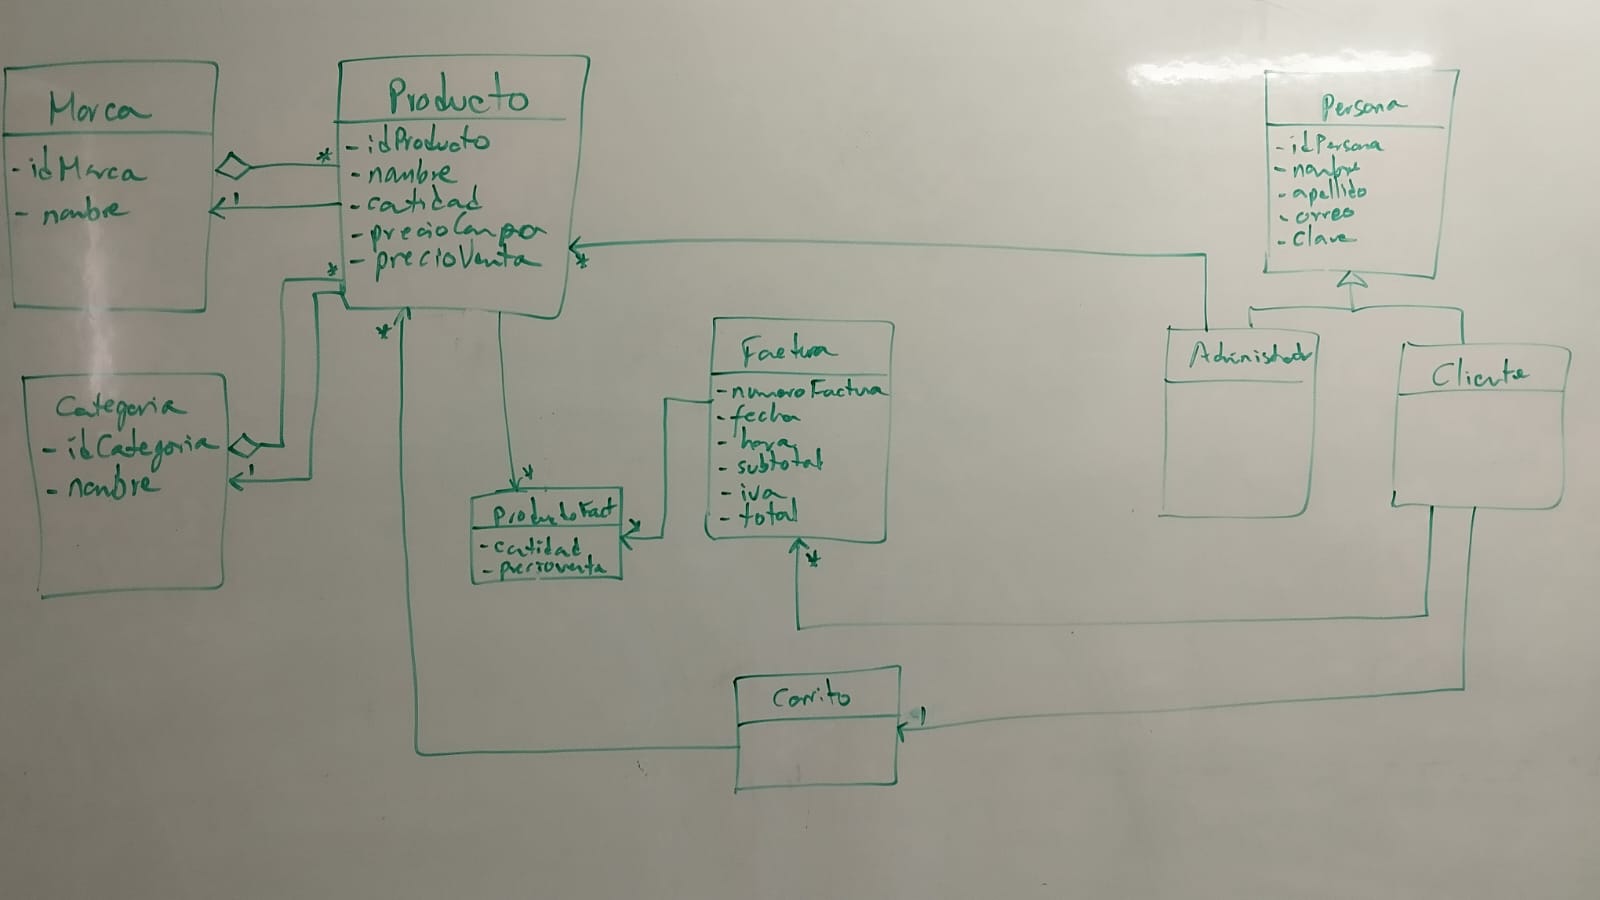 Marca
- idMarca
- nombre
*
1
Producto
- idProducto
- nombre
- cantidad
- precioCompra
- precioVenta
*
*
*
Categoria
- idCategoria
- nombre
1
Factura
- numeroFactura
- fecha
- hora
- subtotal
- iva
- total
*
ProductoFact
- cantidad
- precioventa
*
*
Carrito
1
Persona
- idPersona
- nombre
- apellido
- correo
- clave
Administrador
Cliente